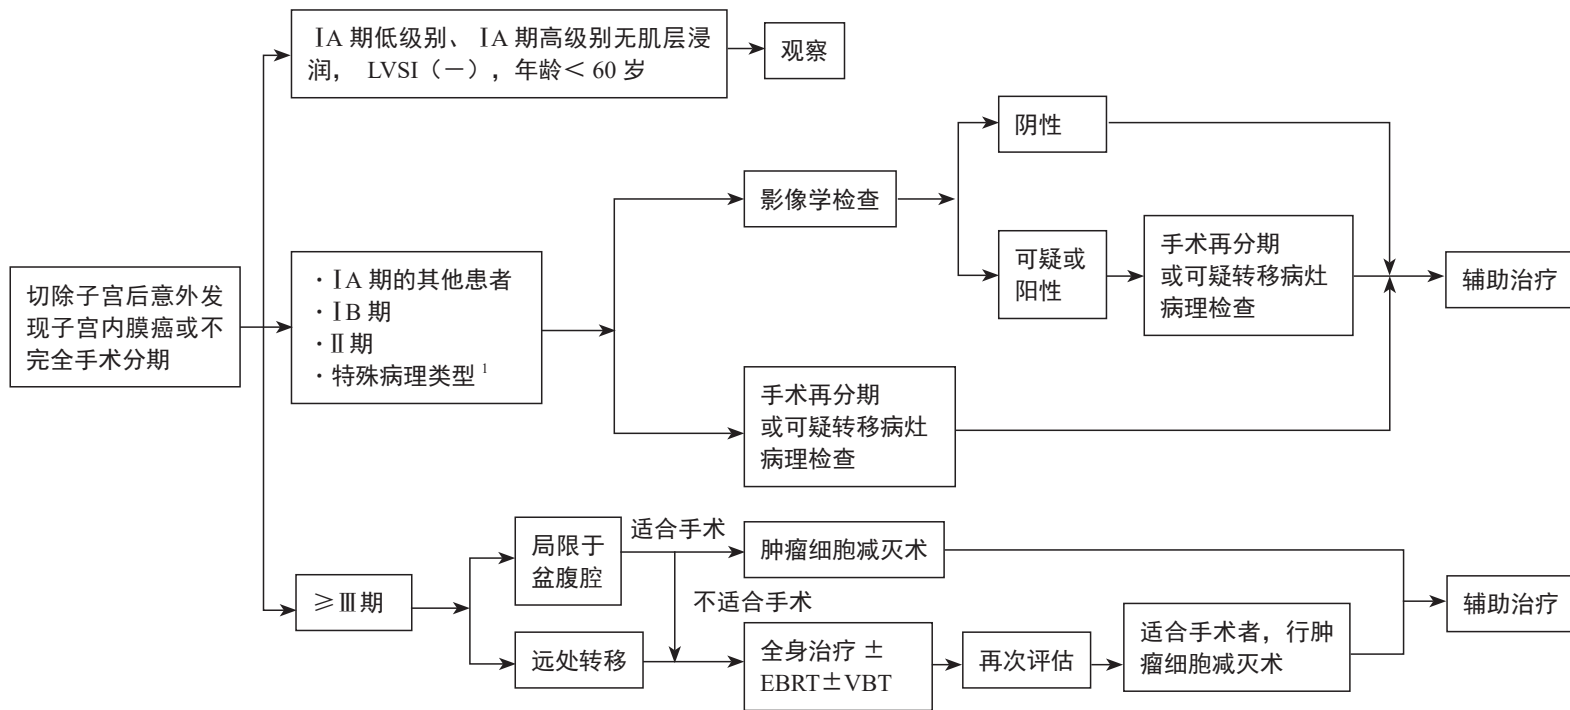 ⅠA 期低级别、ⅠA 期高级别无肌层浸
润， LVSI（－），年龄＜ 60 岁
观察
切除子宫后意外发
现子宫内膜癌或不
完全手术分期
· ⅠA 期的其他患者
· ⅠB 期
· Ⅱ 期
· 特殊病理类型 1
影像学检查
阴性
可疑或
阳性
手术再分期
或可疑转移病灶
病理检查
手术再分期
或可疑转移病灶
病理检查
辅助治疗
≥Ⅲ 期
局限于
盆腹腔
适合手术
肿瘤细胞减灭术
不适合手术
远处转移
全身治疗 ±
EBRT±VBT
再次评估
适合手术者，行肿
瘤细胞减灭术
辅助治疗